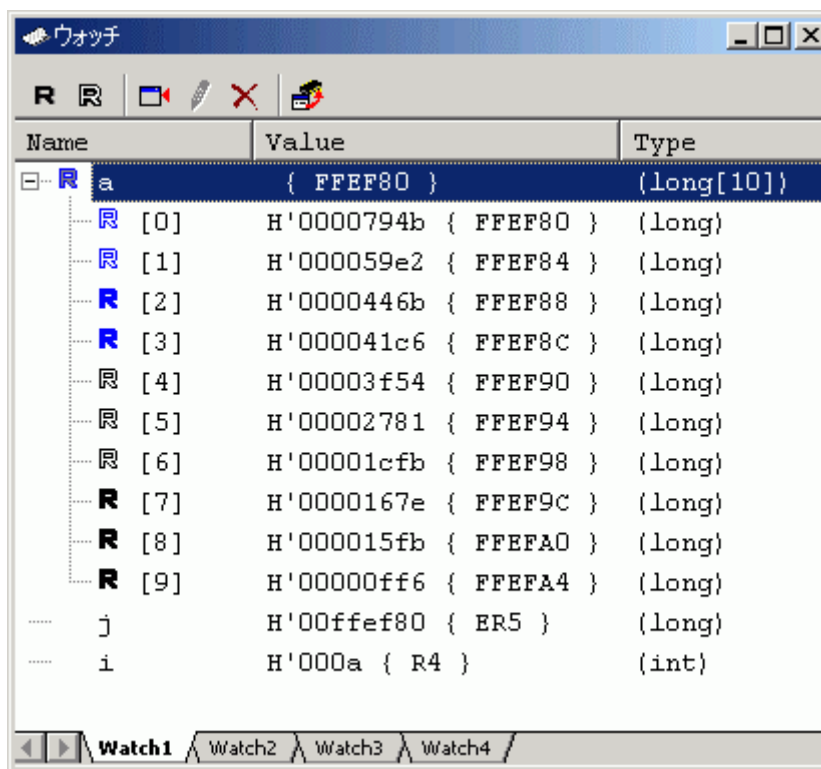 ウォッチ
R R
Name Value Type
R a { FFEF80 } (long[10])
R [0] H'0000794b { FFEF80 } (long)
R [1] H'000059e2 { FFEF84 } (long)
R [2] H'0000446b { FFEF88 } (long)
R [3] H'000041c6 { FFEF8C } (long)
R [4] H'00003f54 { FFEF90 } (long)
R [5] H'00002781 { FFEF94 } (long)
R [6] H'00001cfb { FFEF98 } (long)
R [7] H'0000167e { FFEF9C } (long)
R [8] H'000015fb { FFEFA0 } (long)
R [9] H'00000ff6 { FFEFA4 } (long)
j H'00ffef80 { ER5 } (long)
i H'000a { R4 } (int)
Watch1 Watch2 Watch3 Watch4